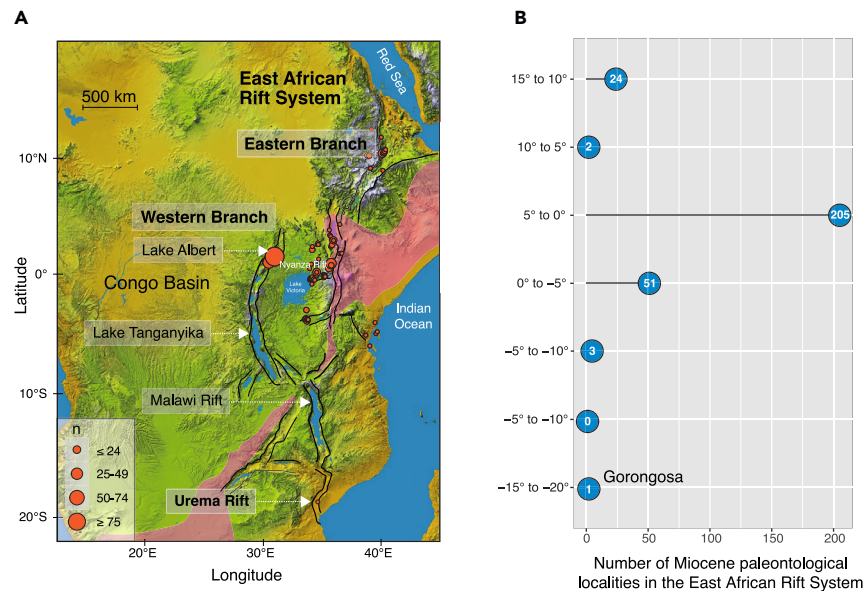 A
East African
Rift System
Red Sea
500 km
Eastern Branch
10°N
Western Branch
Lake Albert
Nyanza Rift
0°
Congo Basin
Lake
Victoria
Indian
Ocean
Lake Tanganyika
Malawi Rift
10°S
n
≤ 24
25-49
50-74
≥ 75
Urema Rift
20°S
20°E
30°E
40°E
Latitude
Longitude
B
15° to 10°
24
10° to 5°
2
5° to 0°
205
0° to −5°
51
−5° to −10°
3
−5° to −10°
0
−15° to −20°
1
Gorongosa
0
50
100
150
200
Number of Miocene paleontological
localities in the East African Rift System